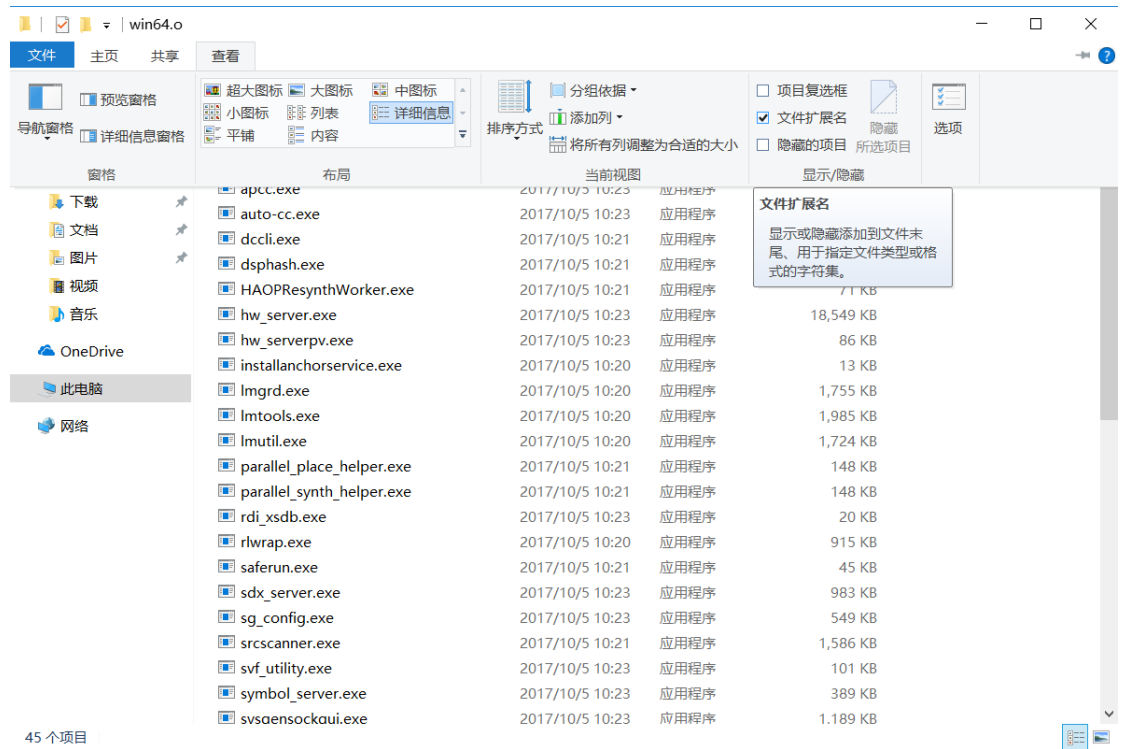 win64.o
文件 主页 共享 查看
预览窗格 超大图标 大图标 中图标 分组依据 项目复选框
小图标 列表 详细信息 添加列 文件扩展名
导航窗格 详细信息窗格 平铺 内容 排序方式 将所有列调整为合适的大小 隐藏的项目 隐藏 所选项目 选项
窗格 布局 当前视图 显示/隐藏
下载
文档
图片
视频
音乐
OneDrive
此电脑
网络
apcc.exe 2017/10/5 10:23 应用程序
auto-cc.exe 2017/10/5 10:23 应用程序
dccli.exe 2017/10/5 10:21 应用程序
dsphash.exe 2017/10/5 10:21 应用程序
HAOPResynthWorker.exe 2017/10/5 10:21 应用程序 71 KB
hw_server.exe 2017/10/5 10:23 应用程序 18,549 KB
hw_serverpv.exe 2017/10/5 10:23 应用程序 86 KB
installanchorservice.exe 2017/10/5 10:20 应用程序 13 KB
lmgrd.exe 2017/10/5 10:20 应用程序 1,755 KB
lmtools.exe 2017/10/5 10:20 应用程序 1,985 KB
lmutil.exe 2017/10/5 10:20 应用程序 1,724 KB
parallel_place_helper.exe 2017/10/5 10:21 应用程序 148 KB
parallel_synth_helper.exe 2017/10/5 10:21 应用程序 148 KB
rdi_xsdb.exe 2017/10/5 10:23 应用程序 20 KB
rlwrap.exe 2017/10/5 10:20 应用程序 915 KB
saferun.exe 2017/10/5 10:21 应用程序 45 KB
sdx_server.exe 2017/10/5 10:23 应用程序 983 KB
sg_config.exe 2017/10/5 10:23 应用程序 549 KB
srcscanner.exe 2017/10/5 10:21 应用程序 1,586 KB
svf_utility.exe 2017/10/5 10:23 应用程序 101 KB
symbol_server.exe 2017/10/5 10:23 应用程序 389 KB
sysgensockgui.exe 2017/10/5 10:23 应用程序 1,189 KB
文件扩展名
显示或隐藏添加到文件末
尾、用于指定文件类型或格
式的字符集。
45 个项目